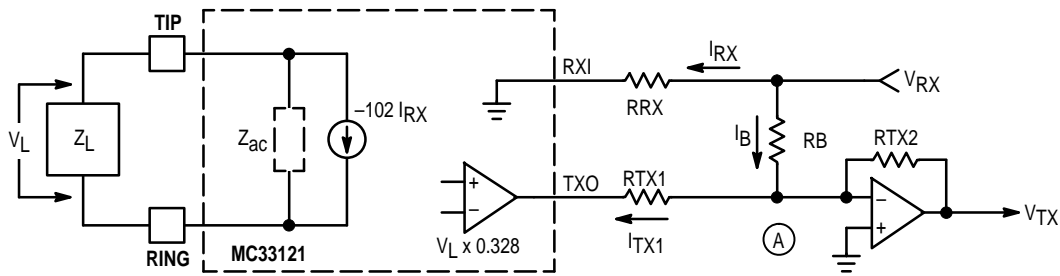 TIP
RING
V_L
Z_L
Z_ac
–102 I_RX
MC33121
+
–
V_L x 0.328
RXI
TXO
I_RX
RRX
V_RX
I_B
RB
RTX1
I_TX1
A
RTX2
–
+
V_TX